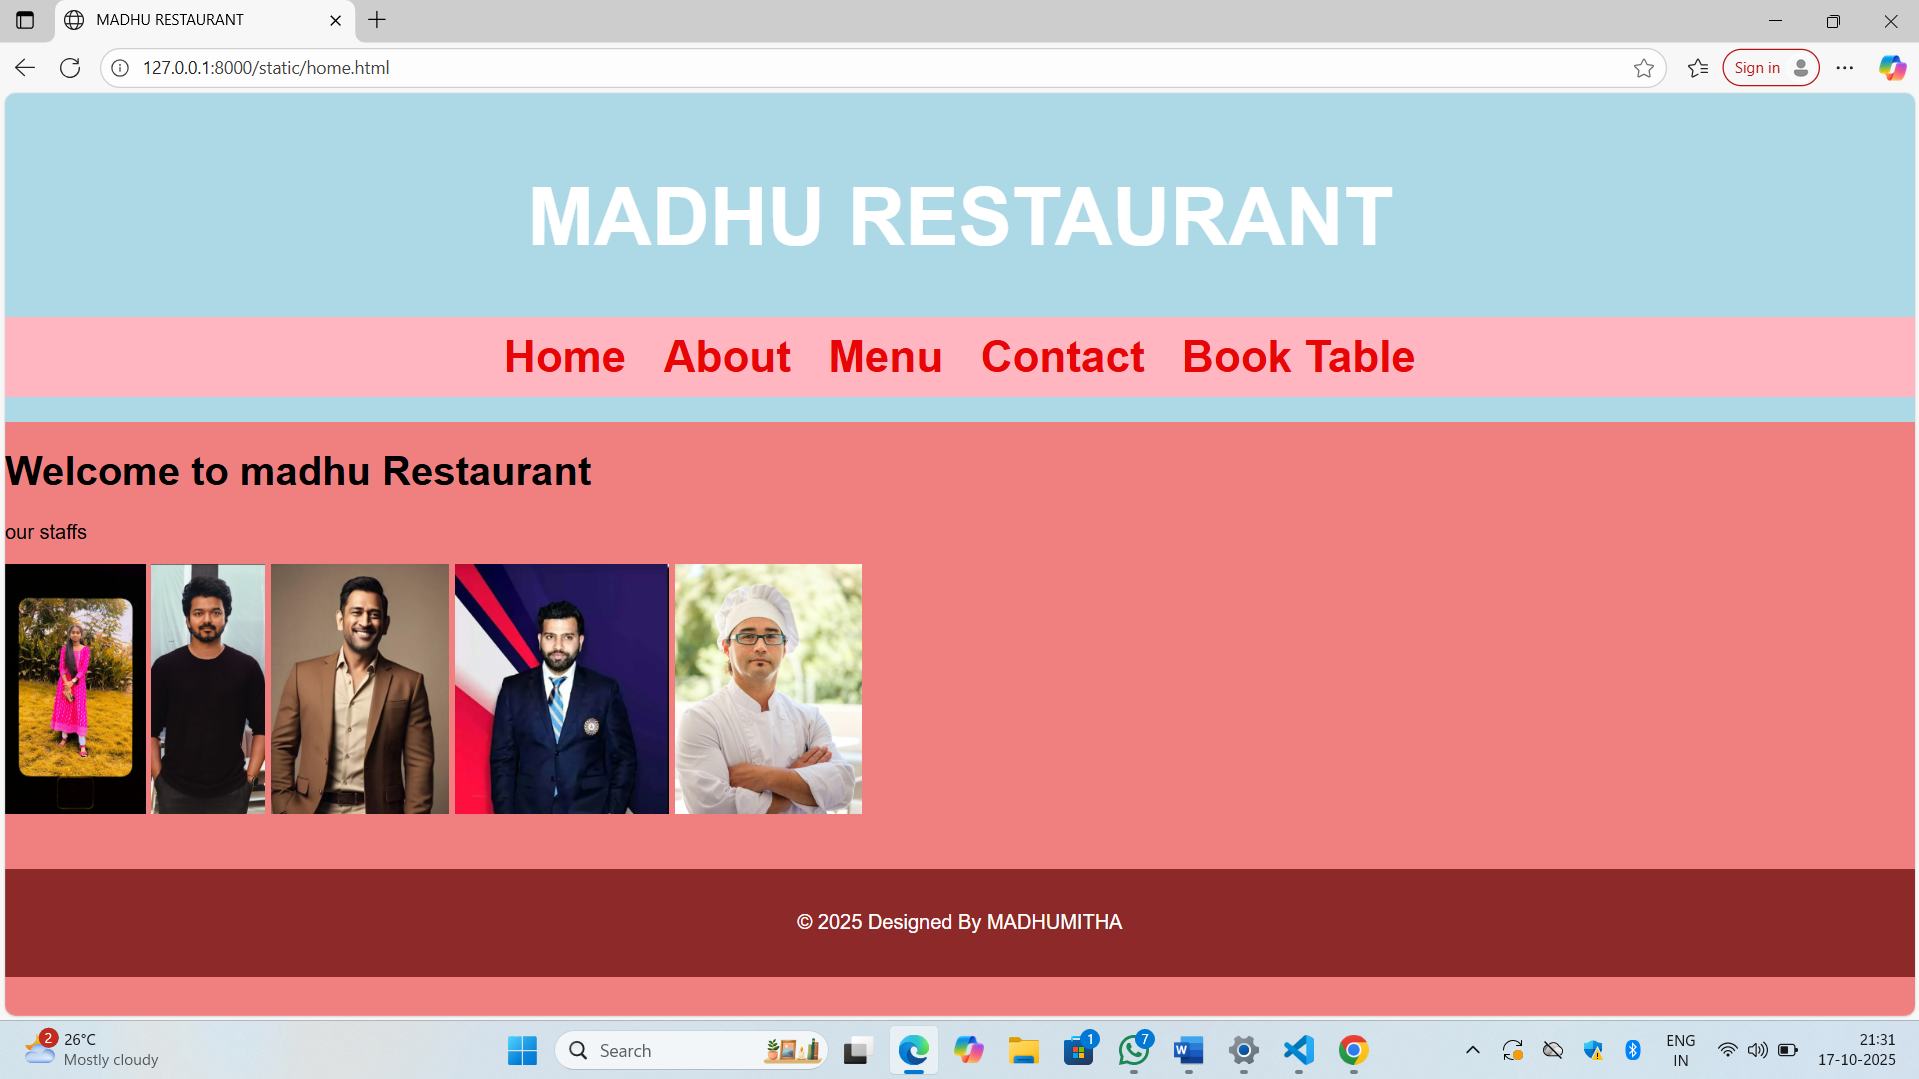 MADHU RESTAURANT
127.0.0.1:8000/static/home.html
Sign in
MADHU RESTAURANT
Home About Menu Contact Book Table
Welcome to madhu Restaurant
our staffs
© 2025 Designed By MADHUMITHA
2
26°C
Mostly cloudy
Search
1
7
W
ENG
IN
21:31
17-10-2025